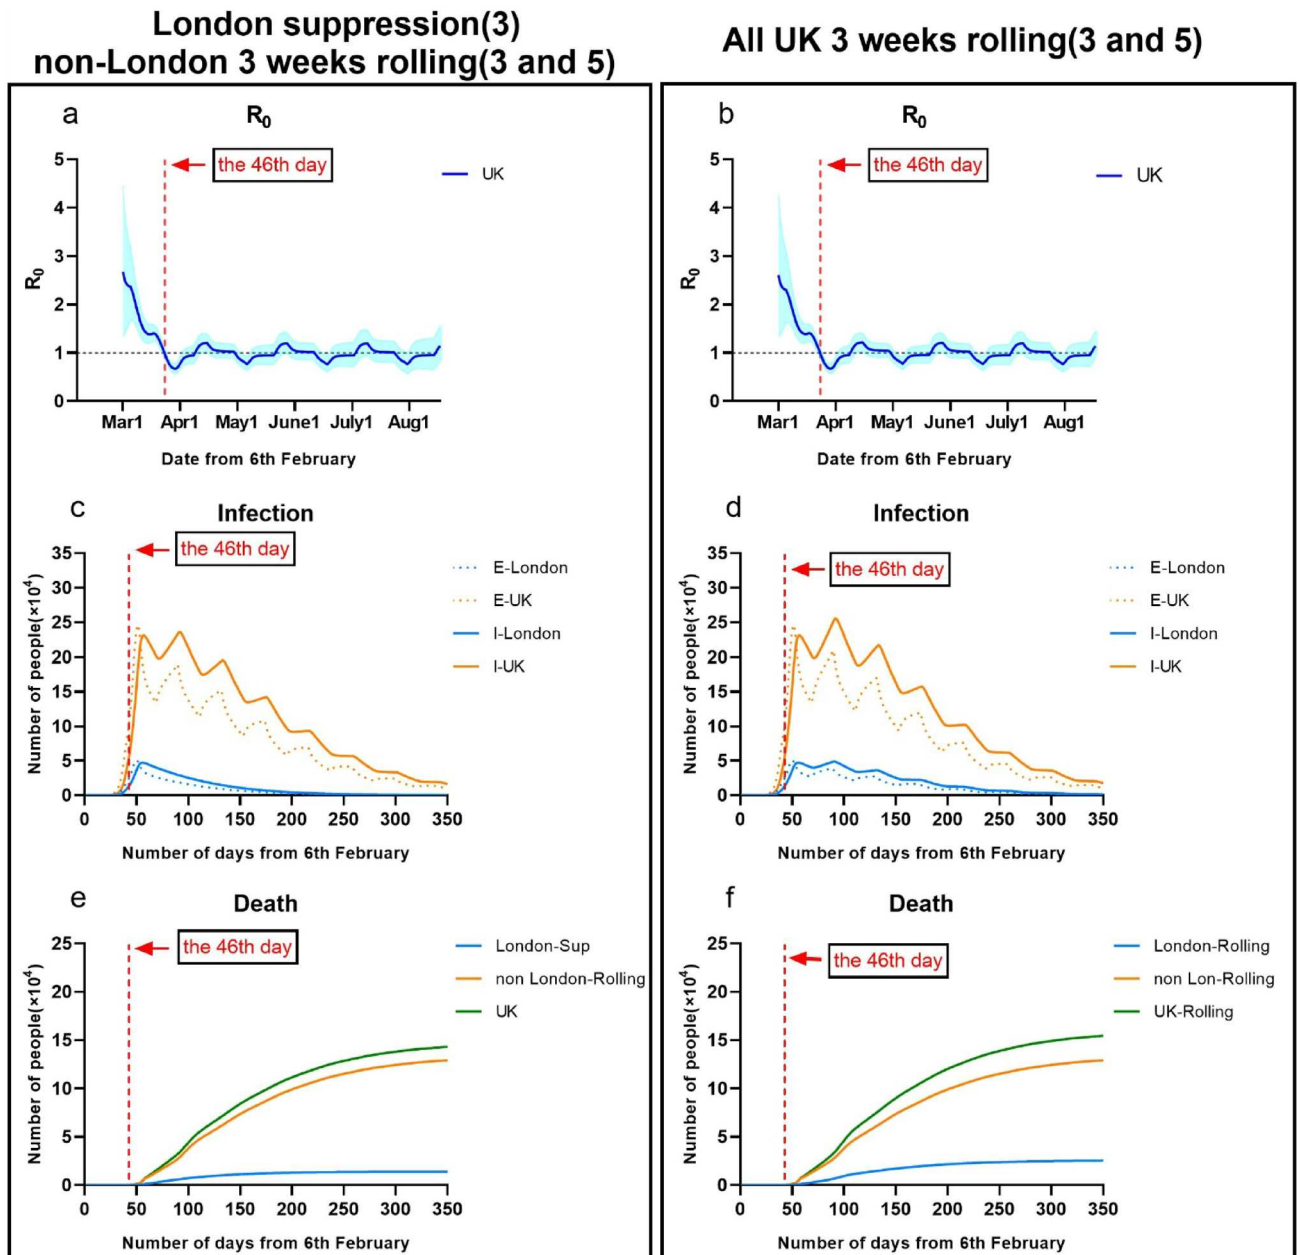 London suppression(3)
non-London 3 weeks rolling(3 and 5)
a
R0
5
4
3
2
1
0
R0
the 46th day
UK
Mar1 Apr1 May1 June1 July1 Aug1
Date from 6th February
c
Infection
the 46th day
35
30
25
20
15
10
5
0
Number of people(×10⁴)
E-London
E-UK
I-London
I-UK
0 50 100 150 200 250 300 350
Number of days from 6th February
e
Death
the 46th day
25
20
15
10
5
0
Number of people(×10⁴)
London-Sup
non London-Rolling
UK
0 50 100 150 200 250 300 350
Number of days from 6th February
All UK 3 weeks rolling(3 and 5)
b
R0
5
4
3
2
1
0
R0
the 46th day
UK
Mar1 Apr1 May1 June1 July1 Aug1
Date from 6th February
d
Infection
the 46th day
35
30
25
20
15
10
5
0
Number of people(×10⁴)
E-London
E-UK
I-London
I-UK
0 50 100 150 200 250 300 350
Number of days from 6th February
f
Death
the 46th day
25
20
15
10
5
0
Number of people(×10⁴)
London-Rolling
non Lon-Rolling
UK-Rolling
0 50 100 150 200 250 300 350
Number of days from 6th February